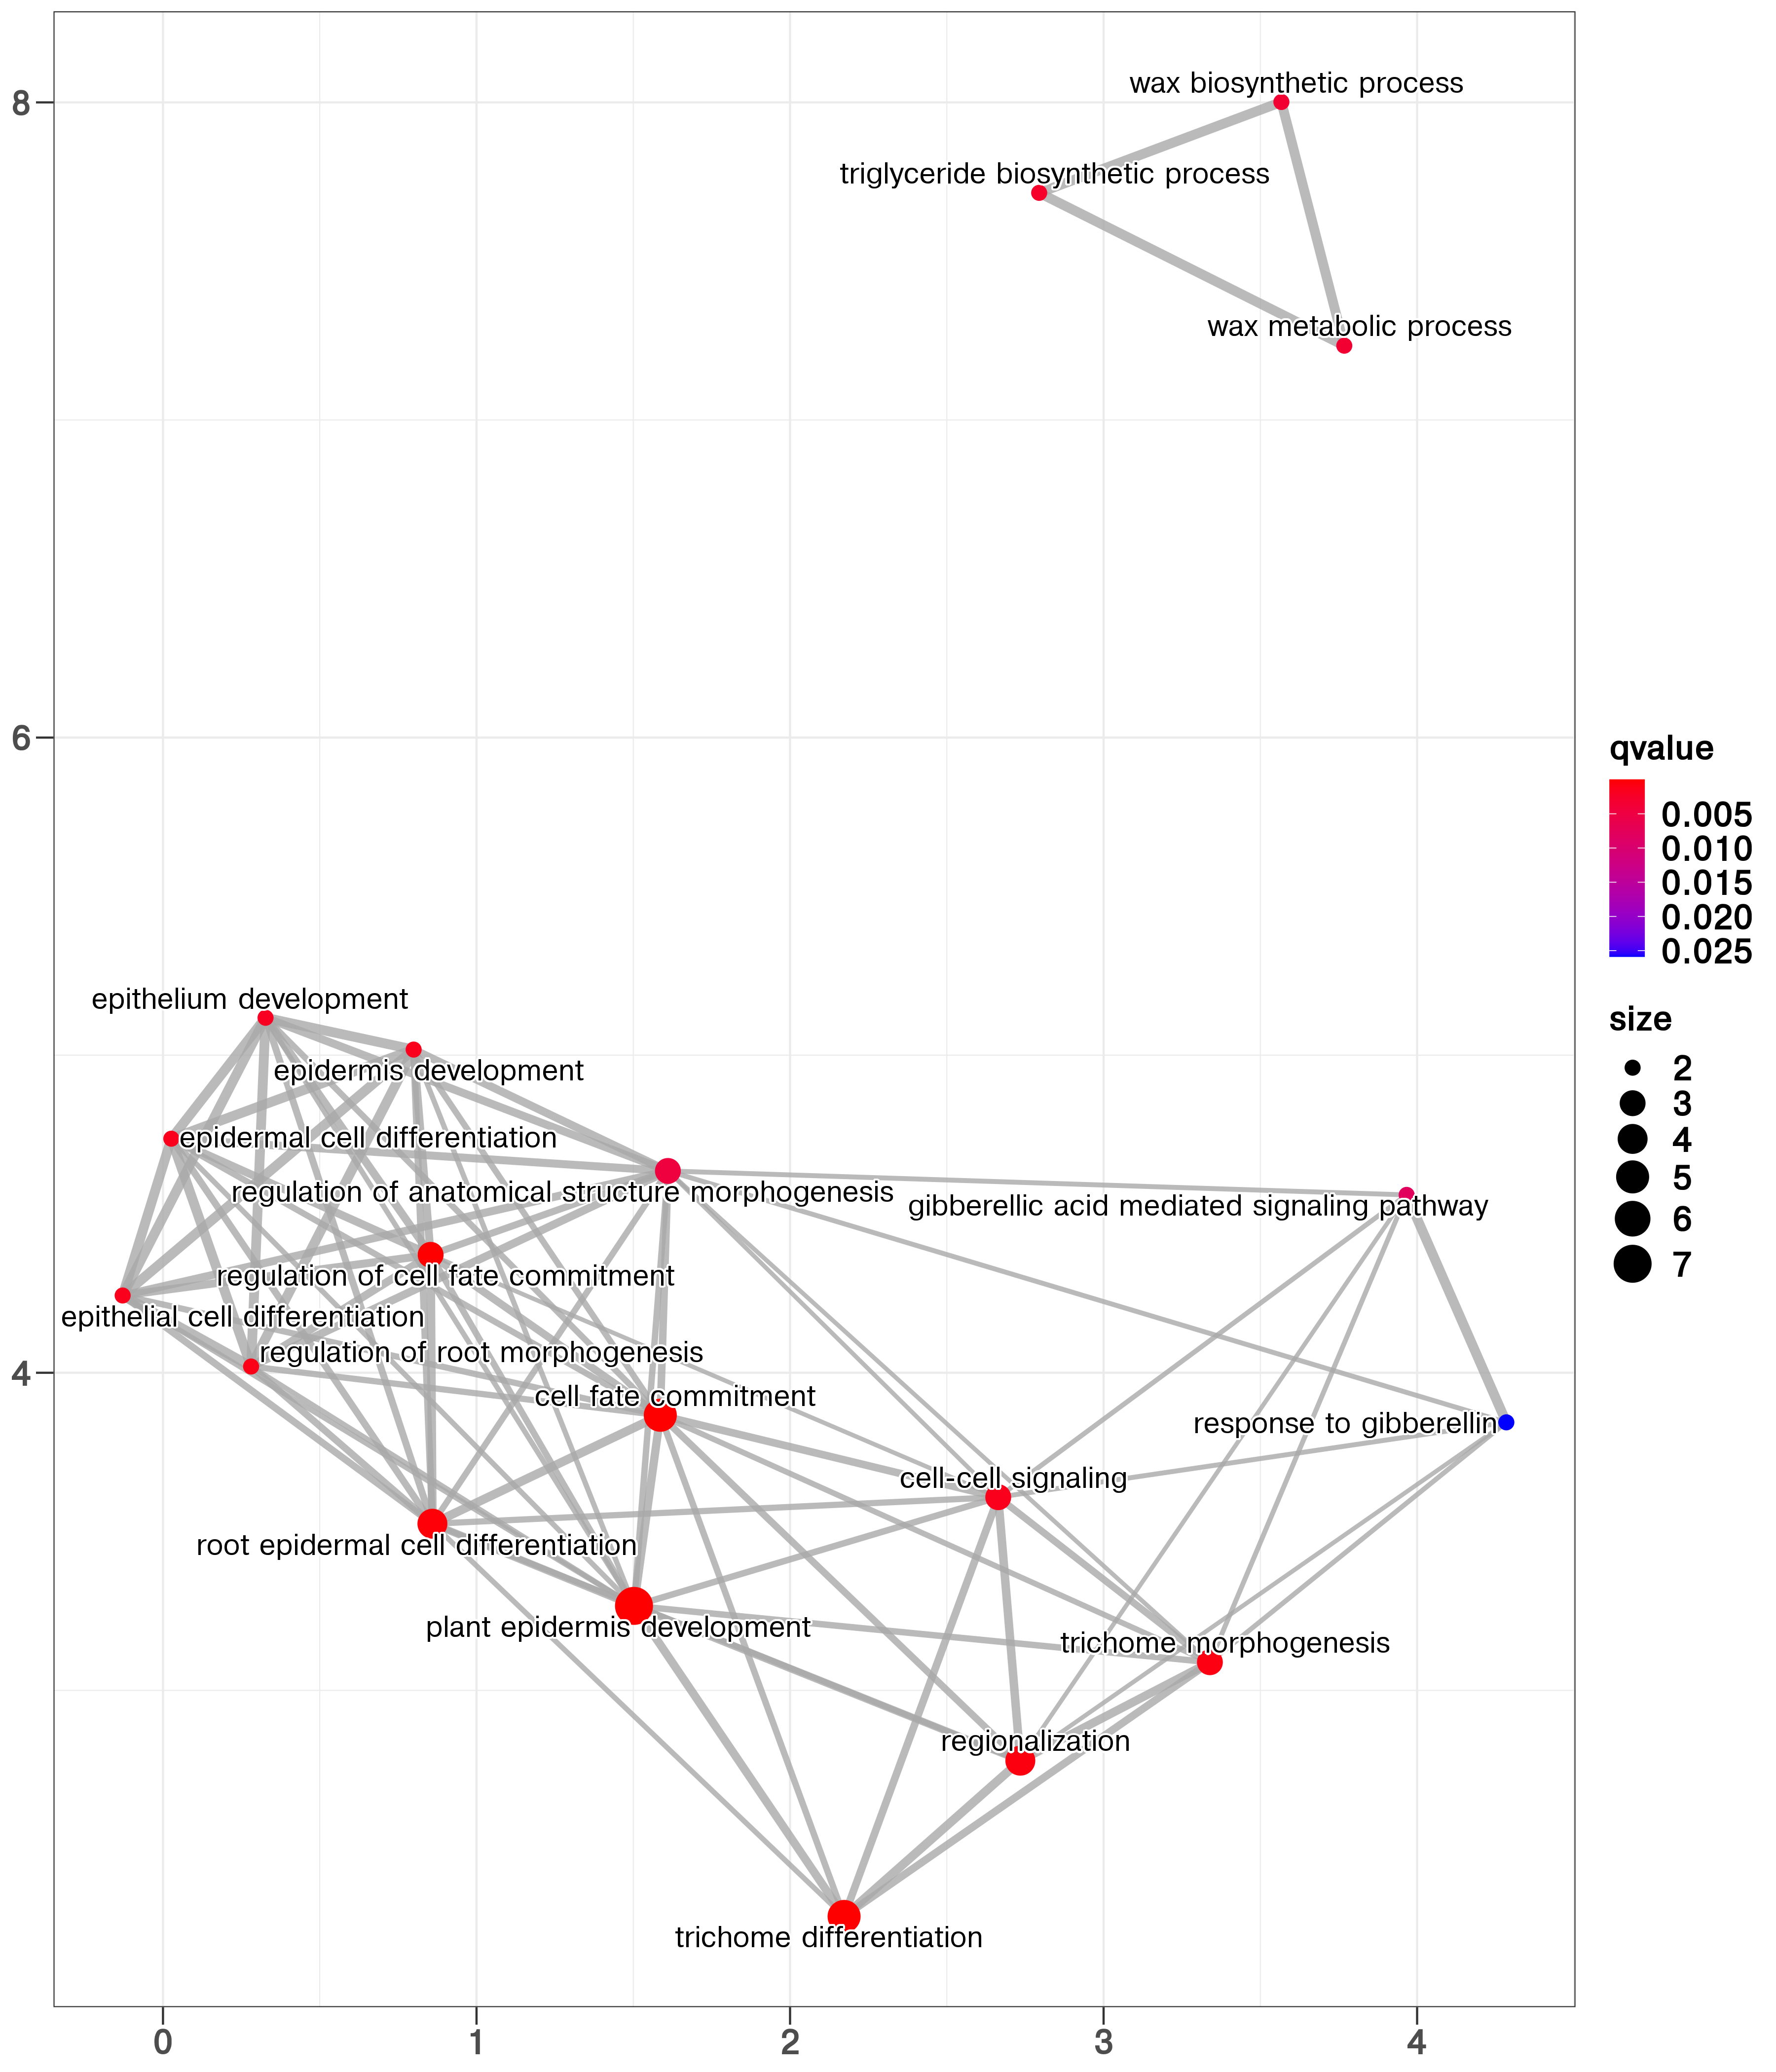 8
wax biosynthetic process
triglyceride biosynthetic process
wax metabolic process
6
epithelium development
epidermis development
epidermal cell differentiation
regulation of anatomical structure morphogenesis
gibberellic acid mediated signaling pathway
regulation of cell fate commitment
epithelial cell differentiation
regulation of root morphogenesis
4
cell fate commitment
response to gibberellin
cell-cell signaling
root epidermal cell differentiation
plant epidermis development
trichome morphogenesis
regionalization
trichome differentiation
0 1 2 3 4
qvalue
0.005
0.010
0.015
0.020
0.025
size
2
3
4
5
6
7